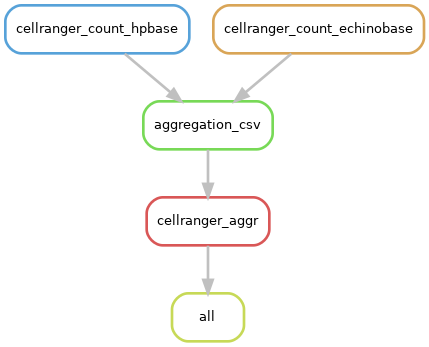 cellranger_count_hpbase
cellranger_count_echinobase
aggregation_csv
cellranger_aggr
all